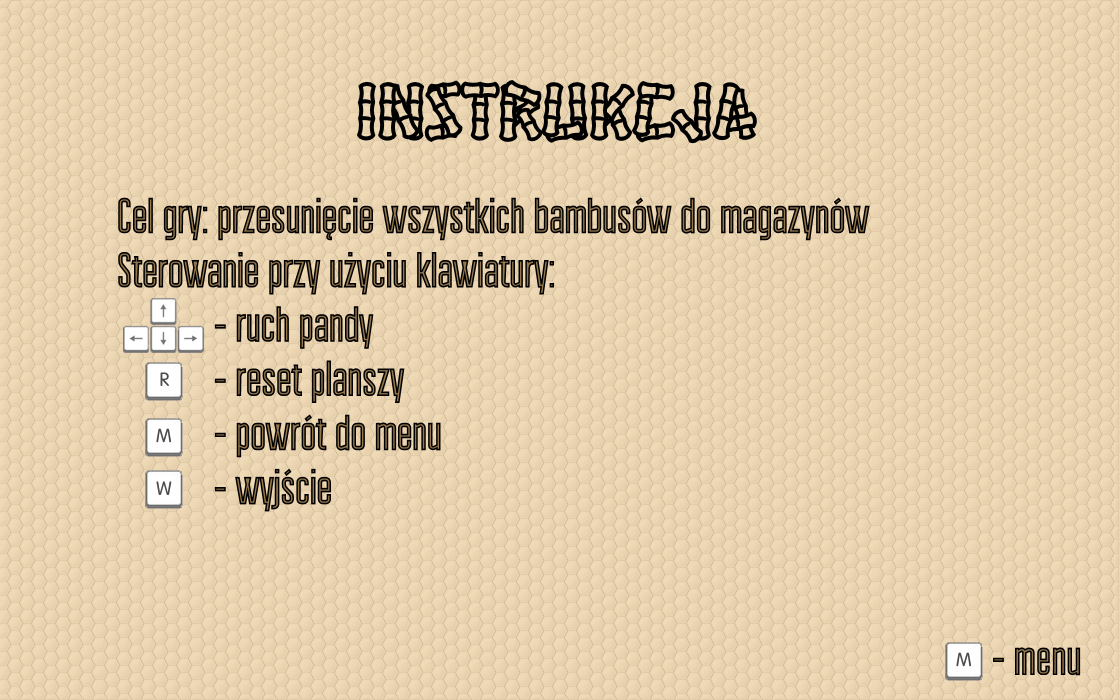 INSTRUKCJA
Cel gry: przesunięcie wszystkich bambusów do magazynów
Sterowanie przy użyciu klawiatury:
↑
← ↓ → - ruch pandy
R - reset planszy
M - powrót do menu
W - wyjście
M - menu